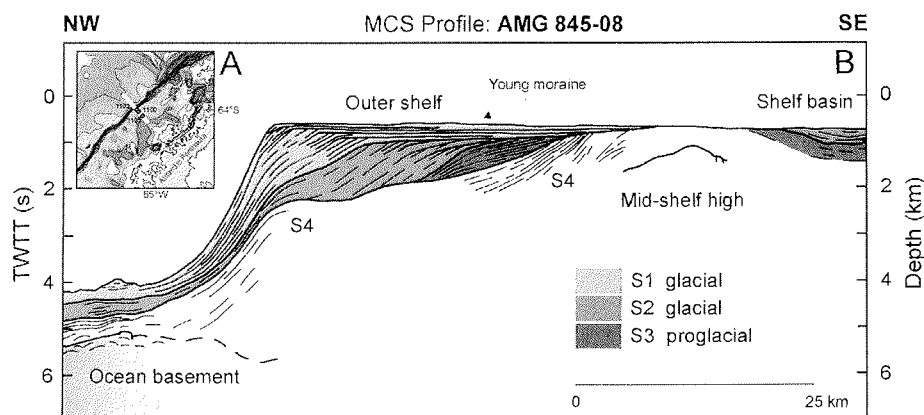 NW MCS Profile: AMG 845-08 SE
A B
64°S
65°W
Young moraine
Outer shelf
Shelf basin
0 0
2 2
4 4
6 6
TWTT (s)
Depth (km)
S4
S4
Mid-shelf high
S1 glacial
S2 glacial
S3 proglacial
Ocean basement
0 25 km